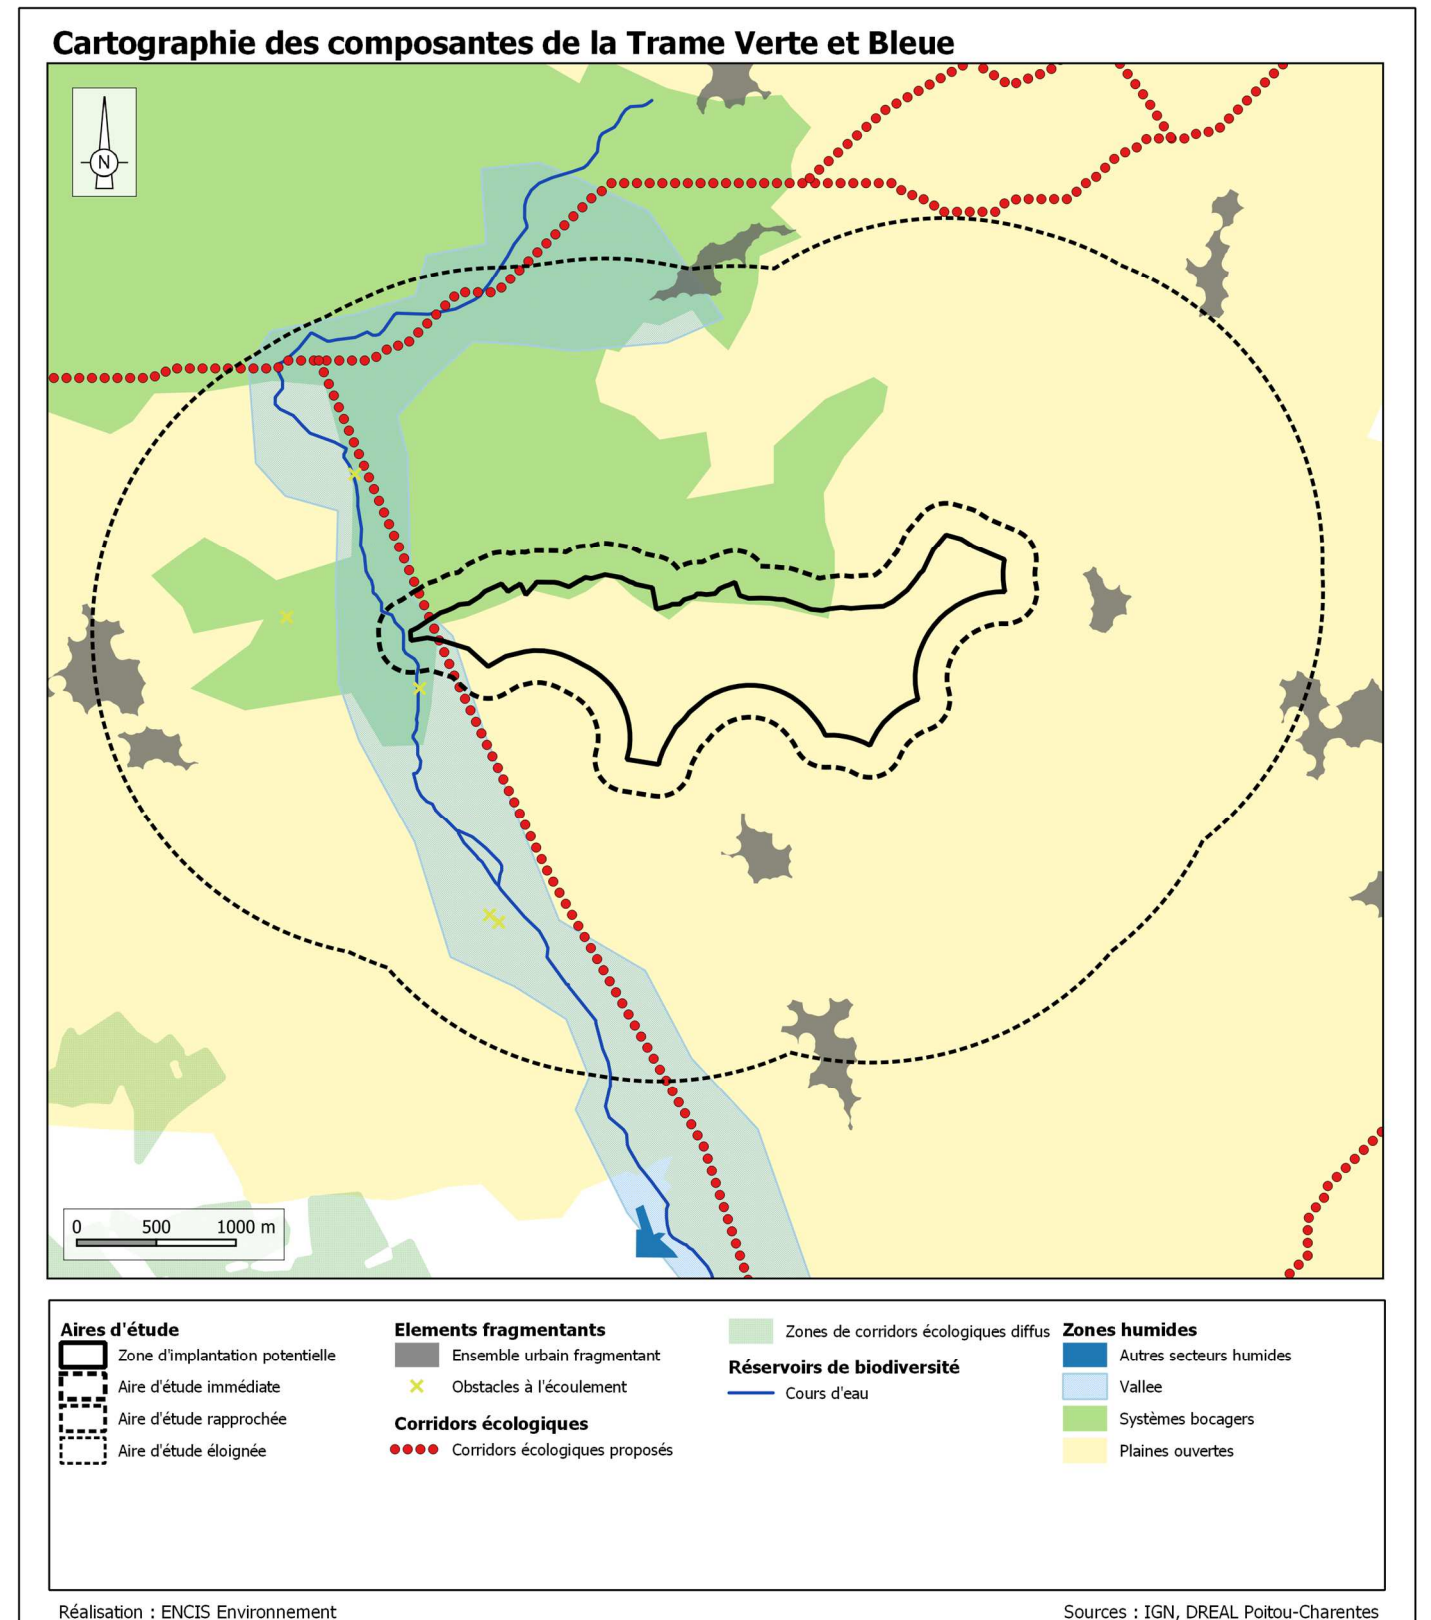 Cartographie des composantes de la Trame Verte et Bleue
N
0 500 1000 m
Aires d'étude
Zone d'implantation potentielle
Aire d'étude immédiate
Aire d'étude rapprochée
Aire d'étude éloignée
Elements fragmentants
Ensemble urbain fragmentant
Obstacles à l'écoulement
Corridors écologiques
Corridors écologiques proposés
Zones de corridors écologiques diffus
Réservoirs de biodiversité
Cours d'eau
Zones humides
Autres secteurs humides
Vallee
Systèmes bocagers
Plaines ouvertes
Réalisation : ENCIS Environnement
Sources : IGN, DREAL Poitou-Charentes